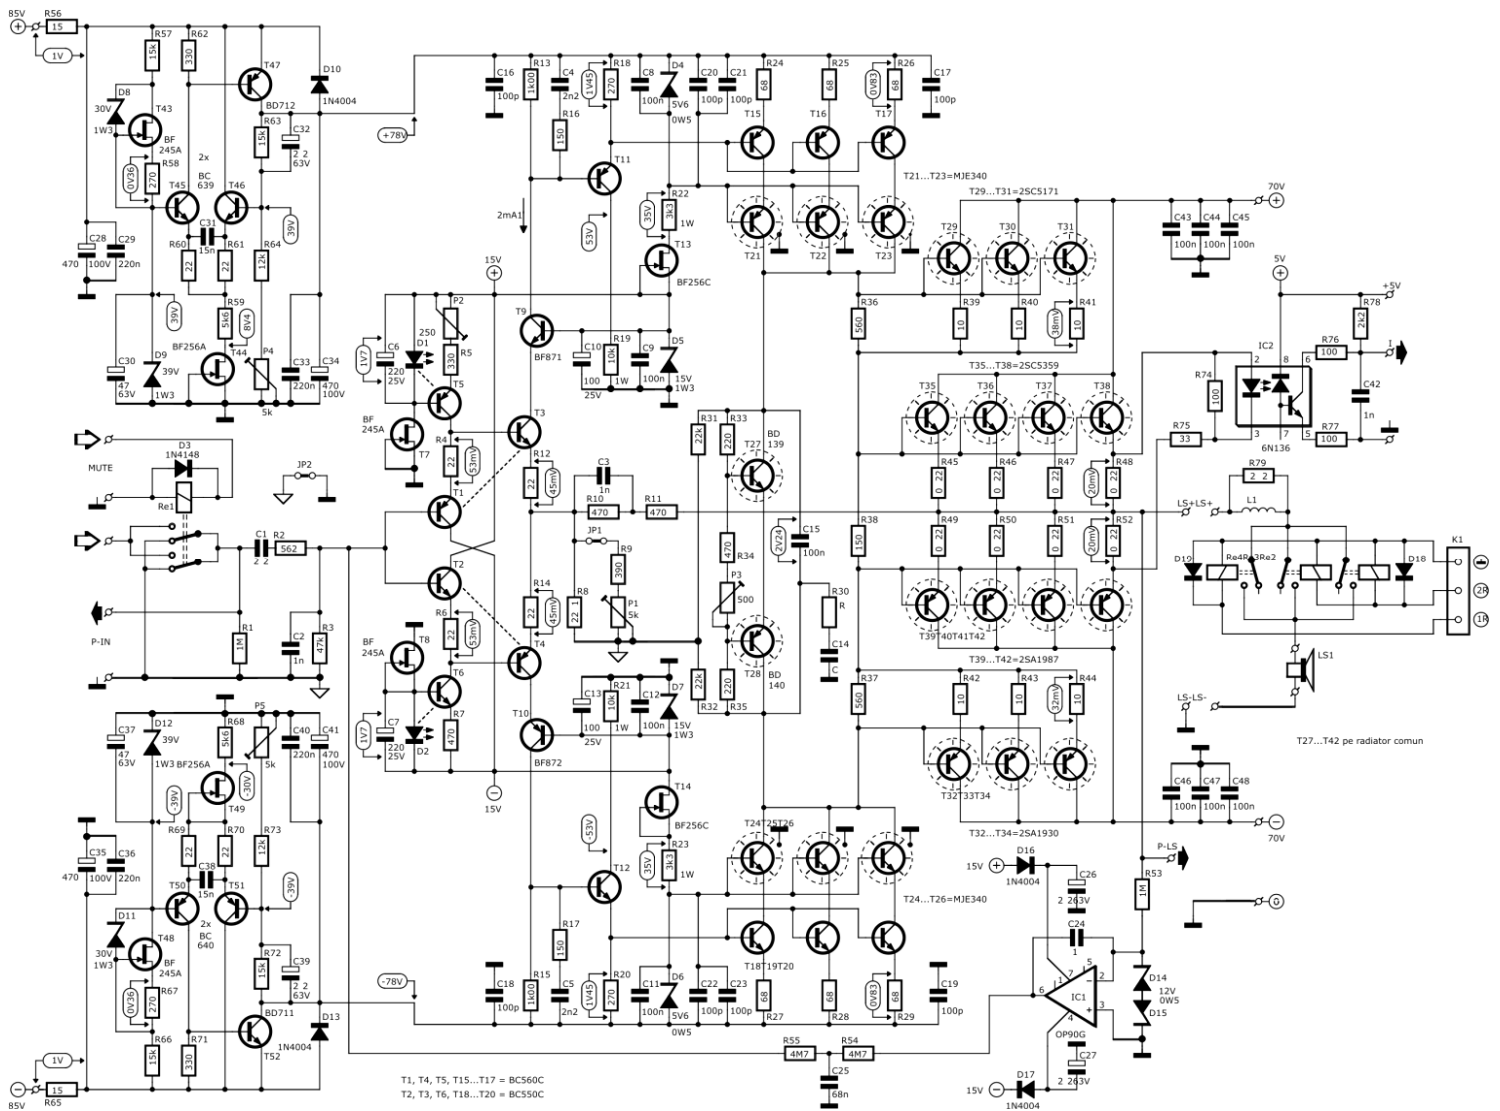 85V
R56
15
1V
R57
15k
R62
330
T47
BD712
D10
1N4004
D8
30V
1W3
T43
BF
245A
R58
270
0V36
2x
BC
639
T45
T46
R63
15k
C32
2 2
63V
+78V
C31
15n
39V
R60
22
R61
22
R64
12k
C28
470
100V
C29
220n
R59
5k6
8V4
39V
BF256A
T44
C30
47
63V
D9
39V
1W3
P4
5k
C33
220n
C34
470
100V
C16
100p
R13
1k00
C4
2n2
1V45
R18
270
C8
100n
D4
5V6
0W5
C20
100p
C21
100p
R24
68
R25
68
0V83
R26
68
C17
100p
R16
150
T11
T15
T16
T17
T21...T23=MJE340
2mA1
53V
35V
R22
3k3
1W
T13
BF256C
T21
T22
T23
T29...T31=2SC5171
T29
T30
T31
70V
C43
100n
C44
100n
C45
100n
15V
P2
250
D1
C6
220
25V
1V7
R5
330
T5
T9
BF871
C10
100
25V
R19
10k
1W
C9
100n
D5
15V
1W3
R36
560
R39
10
R40
10
38mV
R41
10
5V
+5V
R78
2k2
IC2
R76
100
I
R74
100
2
8
6
3
7
5
6N136
C42
1n
R75
33
R77
100
BF
245A
T7
R4
22
53mV
T3
R12
22
45mV
C3
1n
R10
470
R11
470
R31
22k
R33
220
BD
139
T27
T35...T38=2SC5359
T35
T36
T37
T38
R45
0 22
R46
0 22
R47
0 22
20mV
R48
0 22
R49
0 22
R50
0 22
R51
0 22
20mV
R52
0 22
MUTE
D3
1N4148
Re1
JP2
C1
2 2
R2
562
P-IN
R1
1M
C2
1n
R3
47k
T1
T2
R6
22
53mV
BF
245A
T8
T6
R14
22
45mV
T4
JP1
R9
390
R8
22 1
P1
5k
R34
470
P3
500
2V24
C15
100n
R30
R
C14
C
T28
BD
140
R38
150
T39T40T41T42
T39...T42=2SA1987
R79
2 2
LS+LS+
L1
D19
Re4Re3Re2
D18
K1
2R
1R
LS1
LS-LS-
T27...T42 pe radiator comun
C7
220
25V
1V7
D2
R7
470
T10
BF872
C13
100
25V
R21
10k
1W
C12
100n
D7
15V
1W3
R32
22k
R35
220
R37
560
R42
10
R43
10
32mV
R44
10
T32T33T34
T32...T34=2SA1930
C46
100n
C47
100n
C48
100n
70V
15V
C37
47
63V
D12
39V
1W3
R68
5k6
P5
5k
C40
220n
C41
470
100V
BF256A
T49
-30V
-39V
C35
470
100V
C36
220n
R69
22
R70
22
R73
12k
C38
15n
T50
T51
-39V
2x
BC
640
D11
30V
1W3
T48
BF
245A
R67
270
0V36
R66
15k
R71
330
R72
15k
C39
2 2
63V
BD711
T52
D13
1N4004
1V
15
R65
85V
-78V
-53V
T12
35V
R23
3k3
1W
T14
BF256C
T24T25T26
T24...T26=MJE340
T18T19T20
R17
150
C18
100p
R15
1k00
C5
2n2
1V45
R20
270
C11
100n
D6
5V6
0W5
C22
100p
C23
100p
68
R27
68
R28
0V83
68
R29
C19
100p
P-LS
R53
1M
G
15V
D16
1N4004
C26
2 263V
C24
1
IC1
OP90G
1
7
5
6
2
3
4
D14
12V
0W5
D15
C27
2 263V
D17
15V
1N4004
R55
4M7
R54
4M7
C25
68n
T1, T4, T5, T15...T17 = BC560C
T2, T3, T6, T18...T20 = BC550C